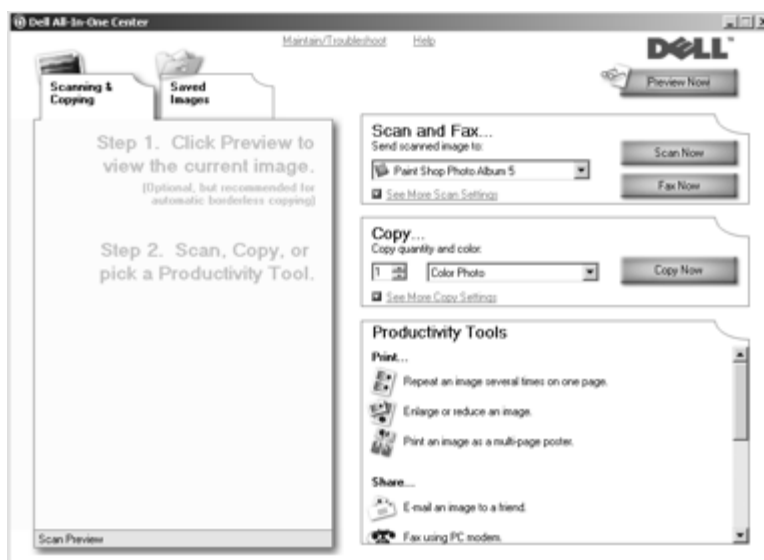 Dell All-In-One Center
Maintain/Troubleshoot
Help
DELL™
Preview Now
Scanning &
Copying
Saved
Images
Step 1. Click Preview to
view the current image.
(Optional, but recommended for
automatic borderless copying)
Step 2. Scan, Copy, or
pick a Productivity Tool.
Scan Preview
Scan and Fax...
Send scanned image to:
Paint Shop Photo Album 5
See More Scan Settings
Scan Now
Fax Now
Copy...
Copy quantity and color:
1
Color Photo
See More Copy Settings
Copy Now
Productivity Tools
Print...
Repeat an image several times on one page.
Enlarge or reduce an image.
Print an image as a multi-page poster.
Share...
E-mail an image to a friend.
Fax using PC modem.